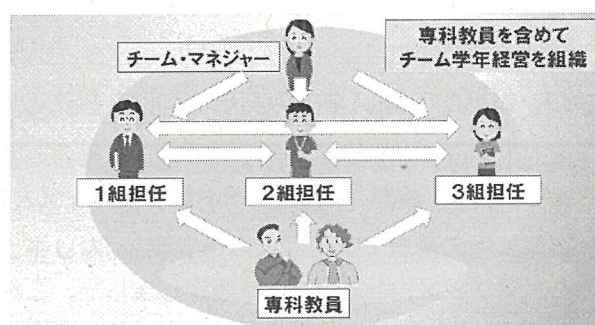 専科教員を含めて
チーム学年経営を組織
チーム・マネジャー
1組担任
2組担任
3組担任
専科教員